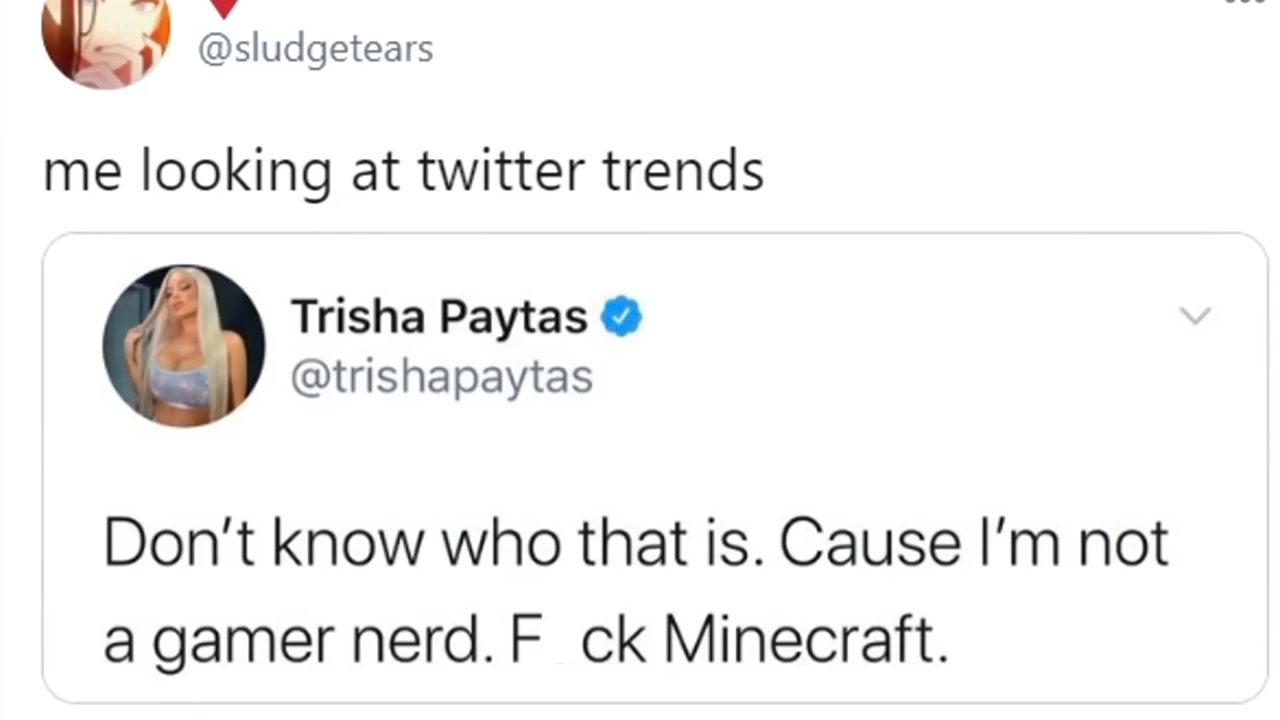 @sludgetears
me looking at twitter trends
Trisha Paytas
@trishapaytas
Don't know who that is. Cause I'm not
a gamer nerd. F_ck Minecraft.